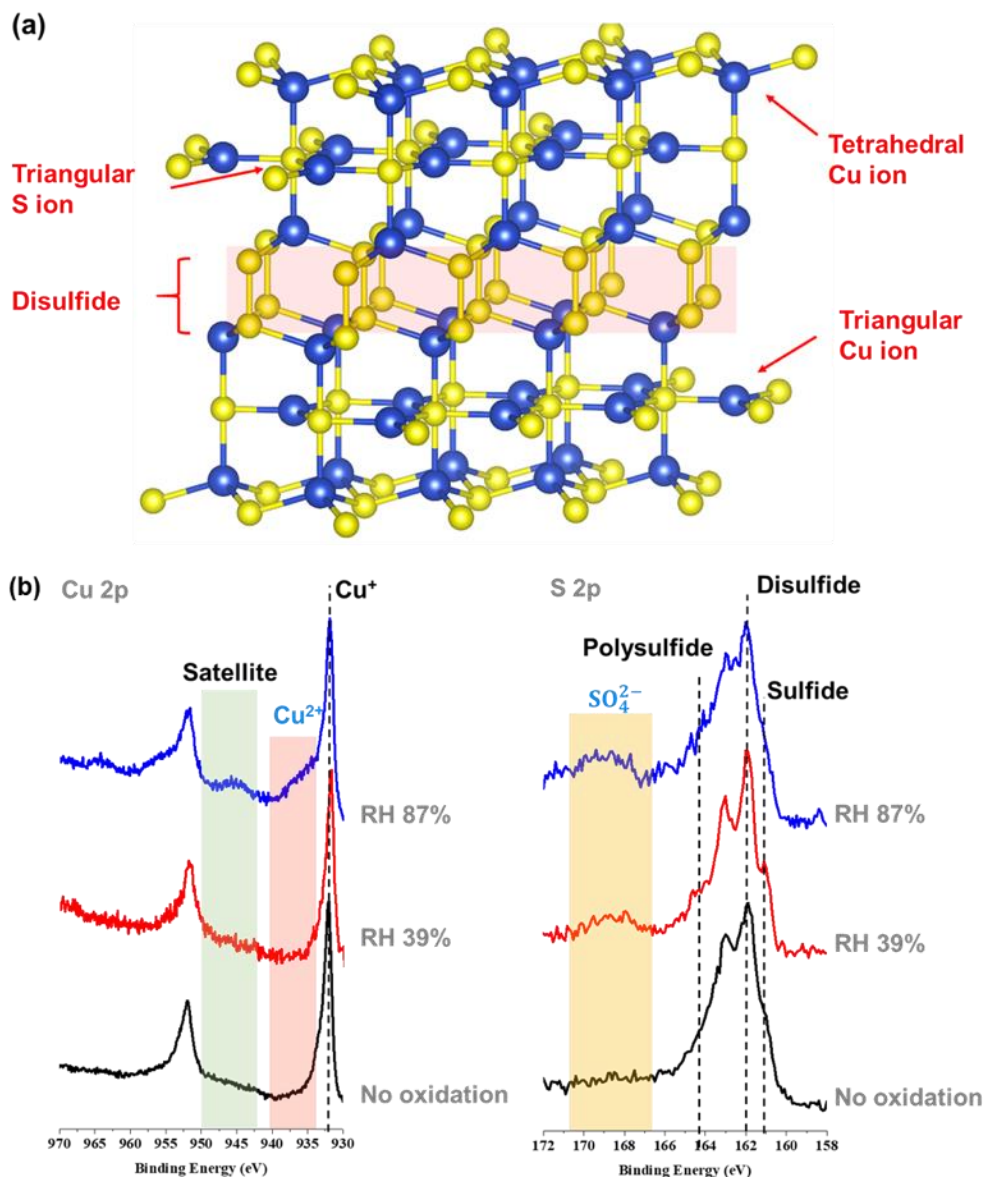 (a)
Tetrahedral
Cu ion
Triangular
S ion
Disulfide
Triangular
Cu ion
(b)
Cu 2p
Cu⁺
Satellite
Cu²⁺
RH 87%
RH 39%
No oxidation
970 965 960 955 950 945 940 935 930
Binding Energy (eV)
S 2p
Disulfide
Polysulfide
Sulfide
SO₄²⁻
RH 87%
RH 39%
No oxidation
172 170 168 166 164 162 160 158
Binding Energy (eV)